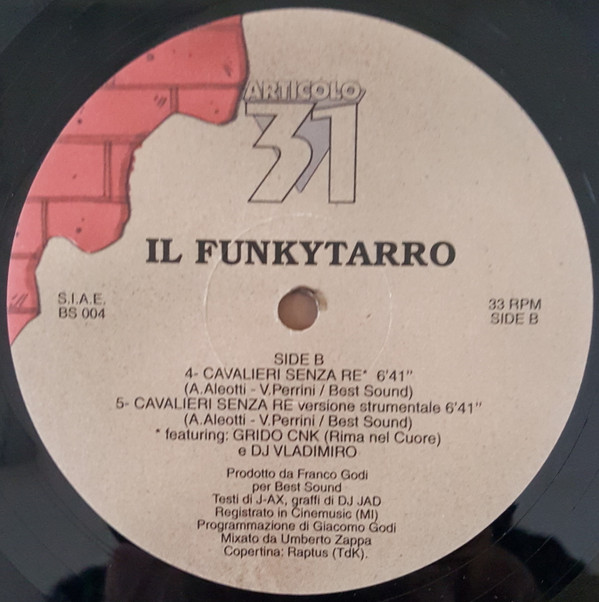 ARTICOLO
31
IL FUNKYTARRO
S.I.A.E.
BS 004
33 RPM
SIDE B
SIDE B
4- CAVALIERI SENZA RE* 6'41"
(A.Aleotti - V.Perrini / Best Sound)
5- CAVALIERI SENZA RE versione strumentale 6'41"
(A.Aleotti - V.Perrini / Best Sound)
* featuring: GRIDO CNK (Rima nel Cuore)
e DJ VLADIMIRO
Prodotto da Franco Godi
per Best Sound
Testi di J-AX, graffi di DJ JAD
Registrato in Cinemusic (MI)
Programmazione di Giacomo Godi
Mixato da Umberto Zappa
Copertina: Raptus (TdK).